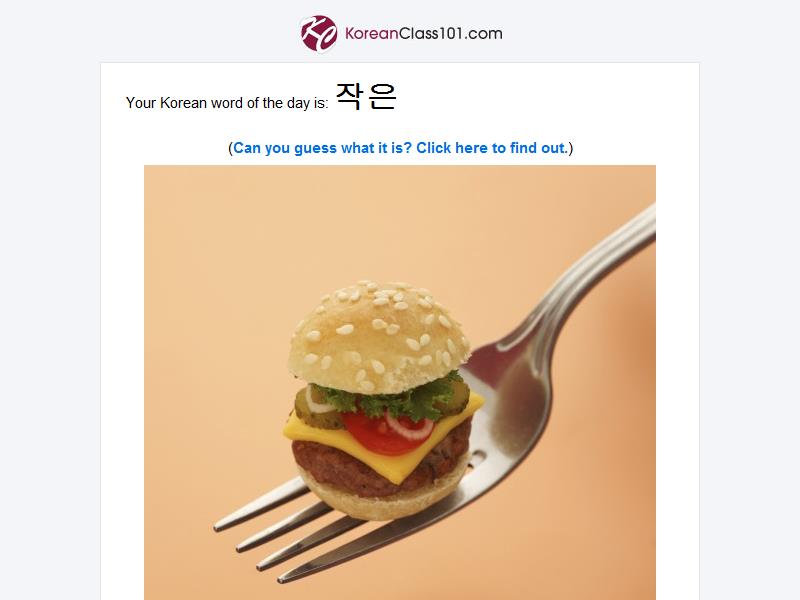 KoreanClass101.com
Your Korean word of the day is: 작은
(Can you guess what it is? Click here to find out.)